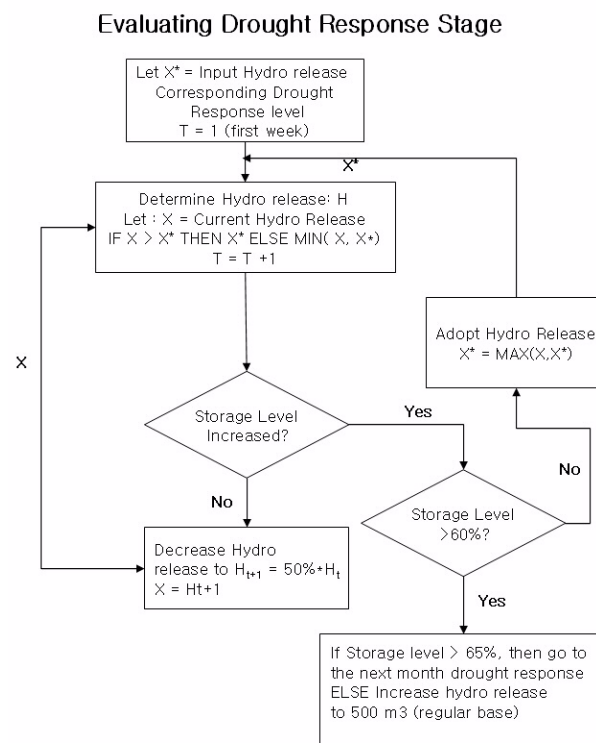 Evaluating Drought Response Stage
Let X* = Input Hydro release
Corresponding Drought
Response level
T = 1 (first week)
X*
Determine Hydro release: H
Let : X = Current Hydro Release
IF X > X* THEN X* ELSE MIN( X, X*)
T = T +1
Adopt Hydro Release
X* = MAX(X,X*)
X
Storage Level
Increased?
Yes
No
Storage Level
>60%?
No
Decrease Hydro
release to Ht+1 = 50%*Ht
X = Ht+1
Yes
If Storage level > 65%, then go to
the next month drought response
ELSE Increase hydro release
to 500 m3 (regular base)